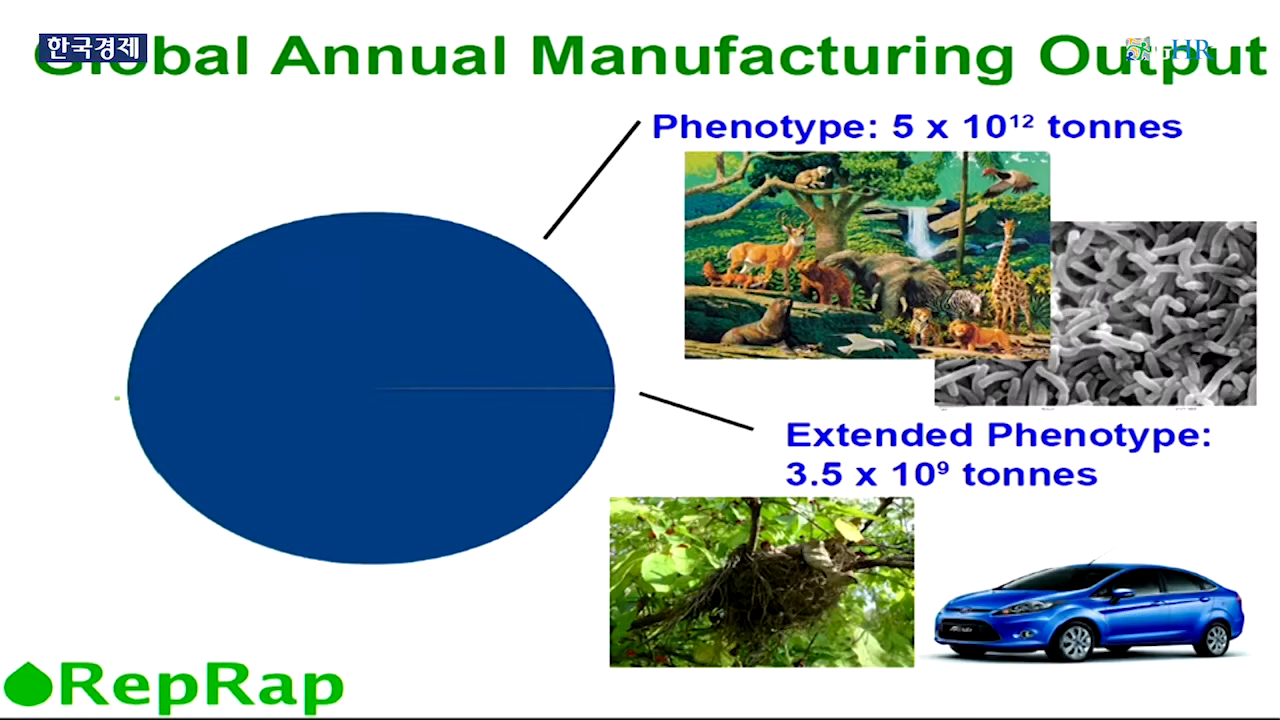 한국경제
Global Annual Manufacturing Output
HR
Phenotype: 5 x 10¹² tonnes
Extended Phenotype:
3.5 x 10⁹ tonnes
RepRap